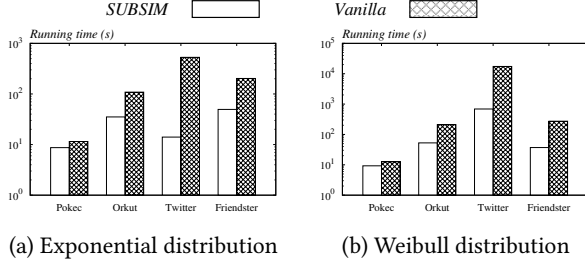 SUBSIM Vanilla
Running time (s) Running time (s)
10^3 10^5
10^4
10^2 10^3
10^2
10^1
10^1
10^0 10^0
Pokec Orkut Twitter Friendster Pokec Orkut Twitter Friendster
(a) Exponential distribution (b) Weibull distribution